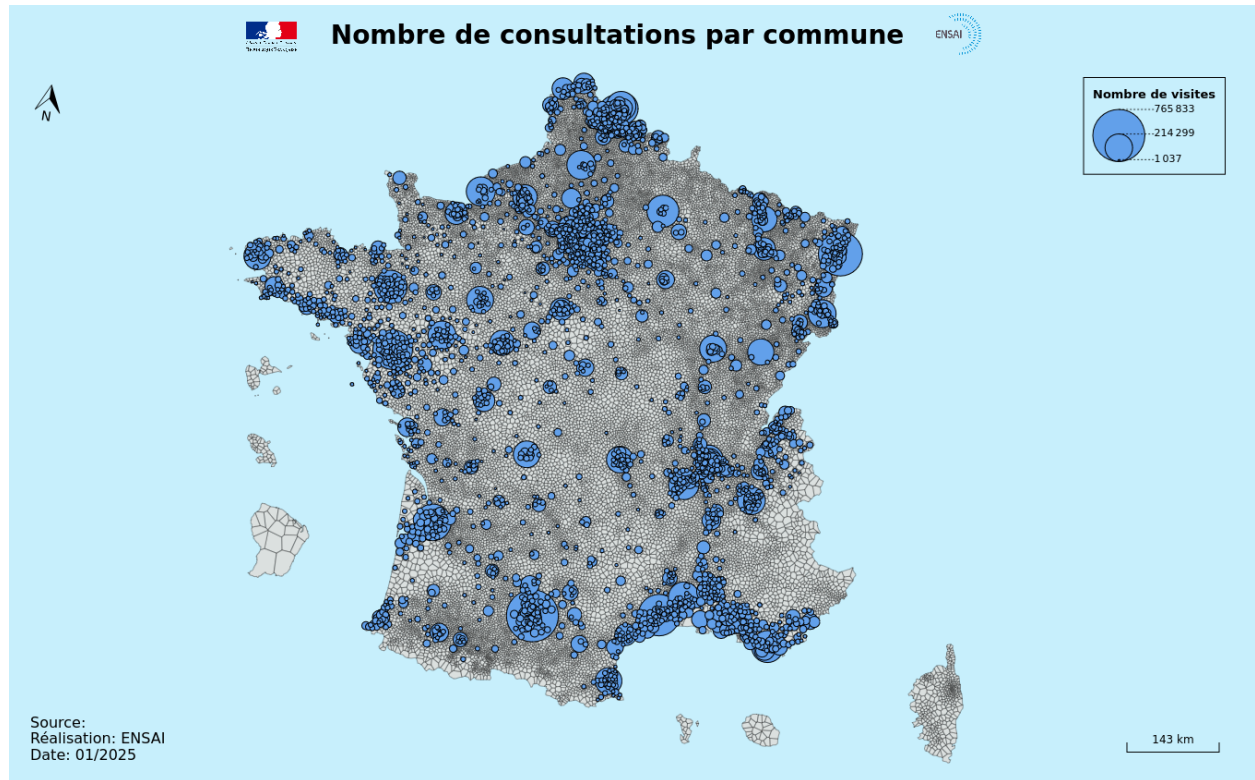 Nombre de consultations par commune
ENSAI
N
Nombre de visites
765 833
214 299
1 037
Source:
Réalisation: ENSAI
Date: 01/2025
143 km